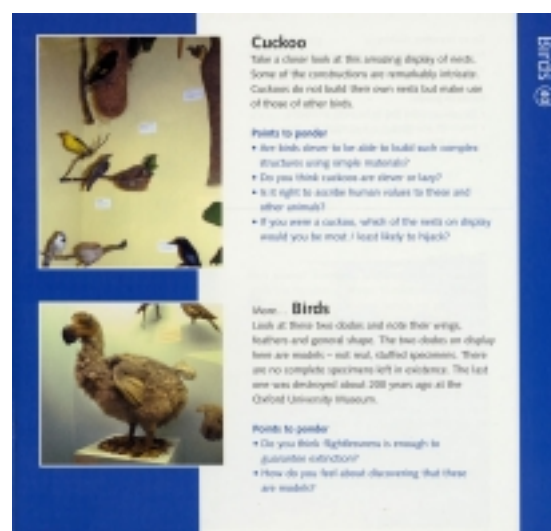 Cuckoo
Take a closer look at this amazing display of nests.
Some of the constructions are remarkably intricate.
Cuckoos do not build their own nests but make use
of those of other birds.
Points to ponder
• Are birds clever to be able to build such complex
structures using simple materials?
• Do you think cuckoos are clever or lazy?
• Is it right to ascribe human values to these and
other animals?
• If you were a cuckoo, which of the nests on display
would you be most / least likely to hijack?
More... Birds
Look at these two dodos and note their wings,
feathers and general shape. The two dodos on display
here are models – not real, stuffed specimens. There
are no complete specimens left in existence. The last
one was destroyed about 200 years ago at the
Oxford University Museum.
Points to ponder
• Do you think flightlessness is enough to
guarantee extinction?
• How do you feel about discovering that these
are models?
Birds